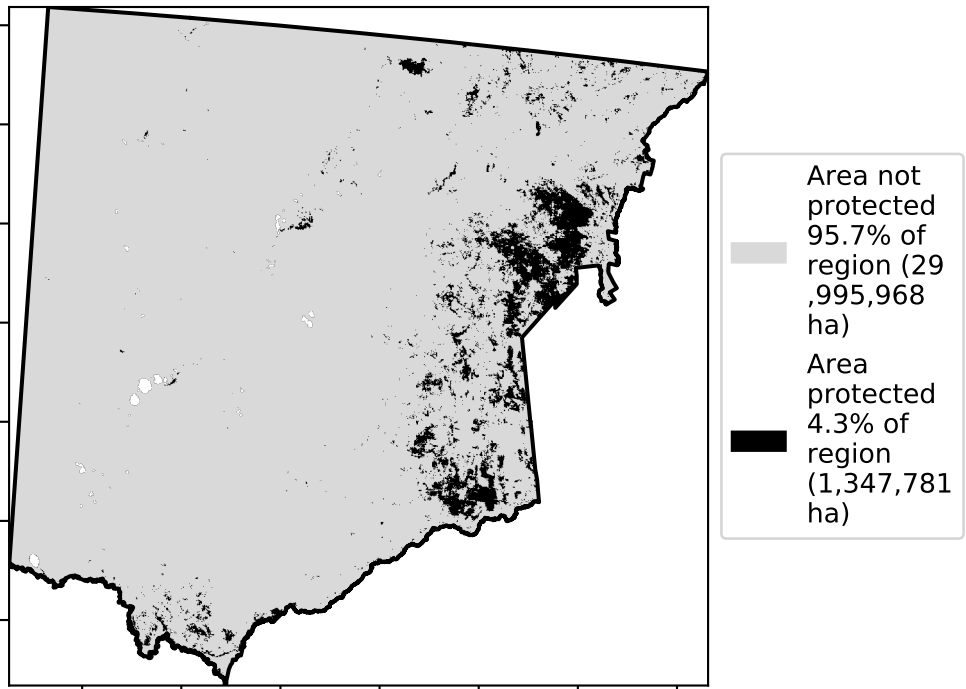 Area not
protected
95.7% of
region (29
,995,968
ha)
Area
protected
4.3% of
region
(1,347,781
ha)